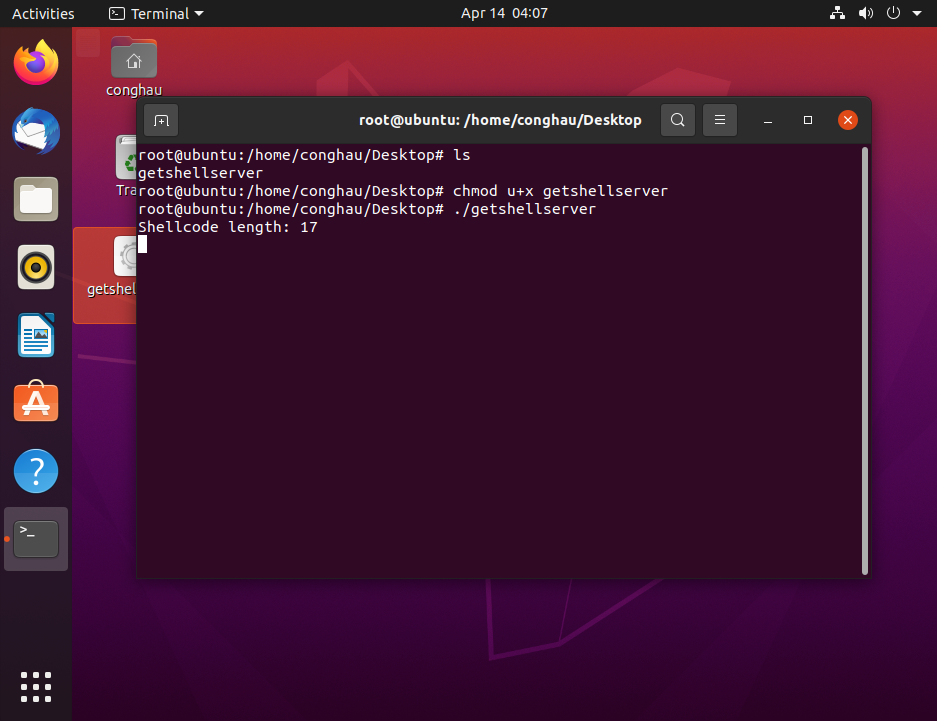 Activities Terminal Apr 14 04:07
conghau
root@ubuntu: /home/conghau/Desktop
root@ubuntu:/home/conghau/Desktop# ls
getshellserver
root@ubuntu:/home/conghau/Desktop# chmod u+x getshellserver
root@ubuntu:/home/conghau/Desktop# ./getshellserver
Shellcode length: 17
Tra
getshel